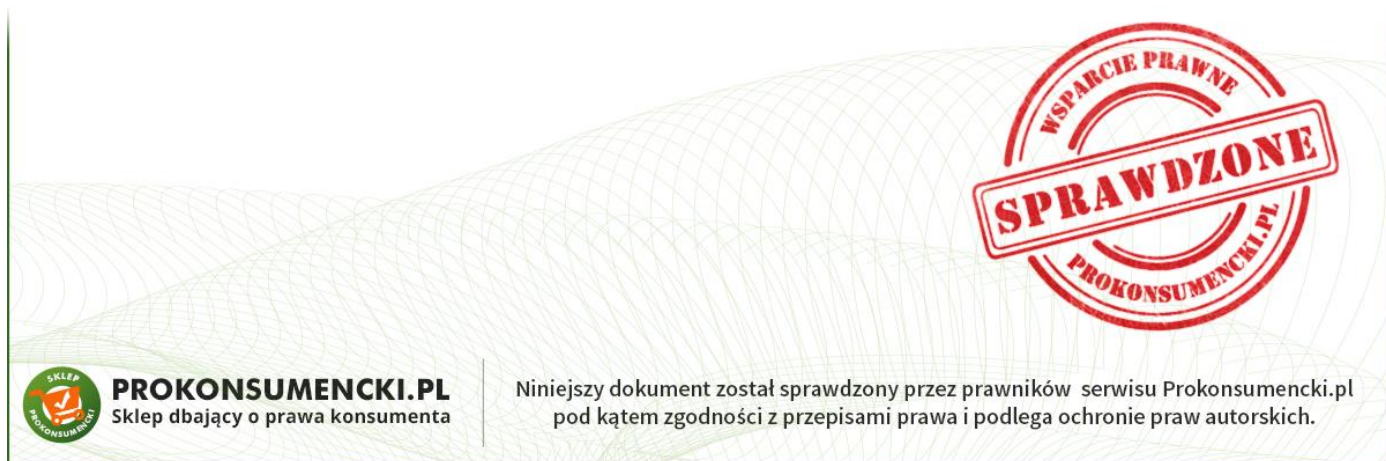 WSPARCIE PRAWNE
SPRAWDZONE
PROKONSUMENCKI.PL
SKLEP
PROKONSUMENCKI
PROKONSUMENCKI.PL
Sklep dbający o prawa konsumenta
Niniejszy dokument został sprawdzony przez prawników serwisu Prokonsumencki.pl
pod kątem zgodności z przepisami prawa i podlega ochronie praw autorskich.